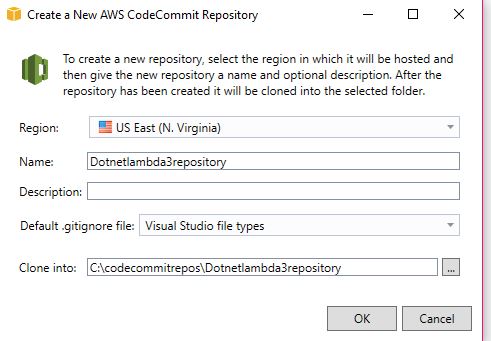 Create a New AWS CodeCommit Repository
To create a new repository, select the region in which it will be hosted and
then give the new repository a name and optional description. After the
repository has been created it will be cloned into the selected folder.
Region: US East (N. Virginia)
Name: Dotnetlambda3repository
Description:
Default .gitignore file: Visual Studio file types
Clone into: C:\codecommitrepos\Dotnetlambda3repository ...
OK Cancel